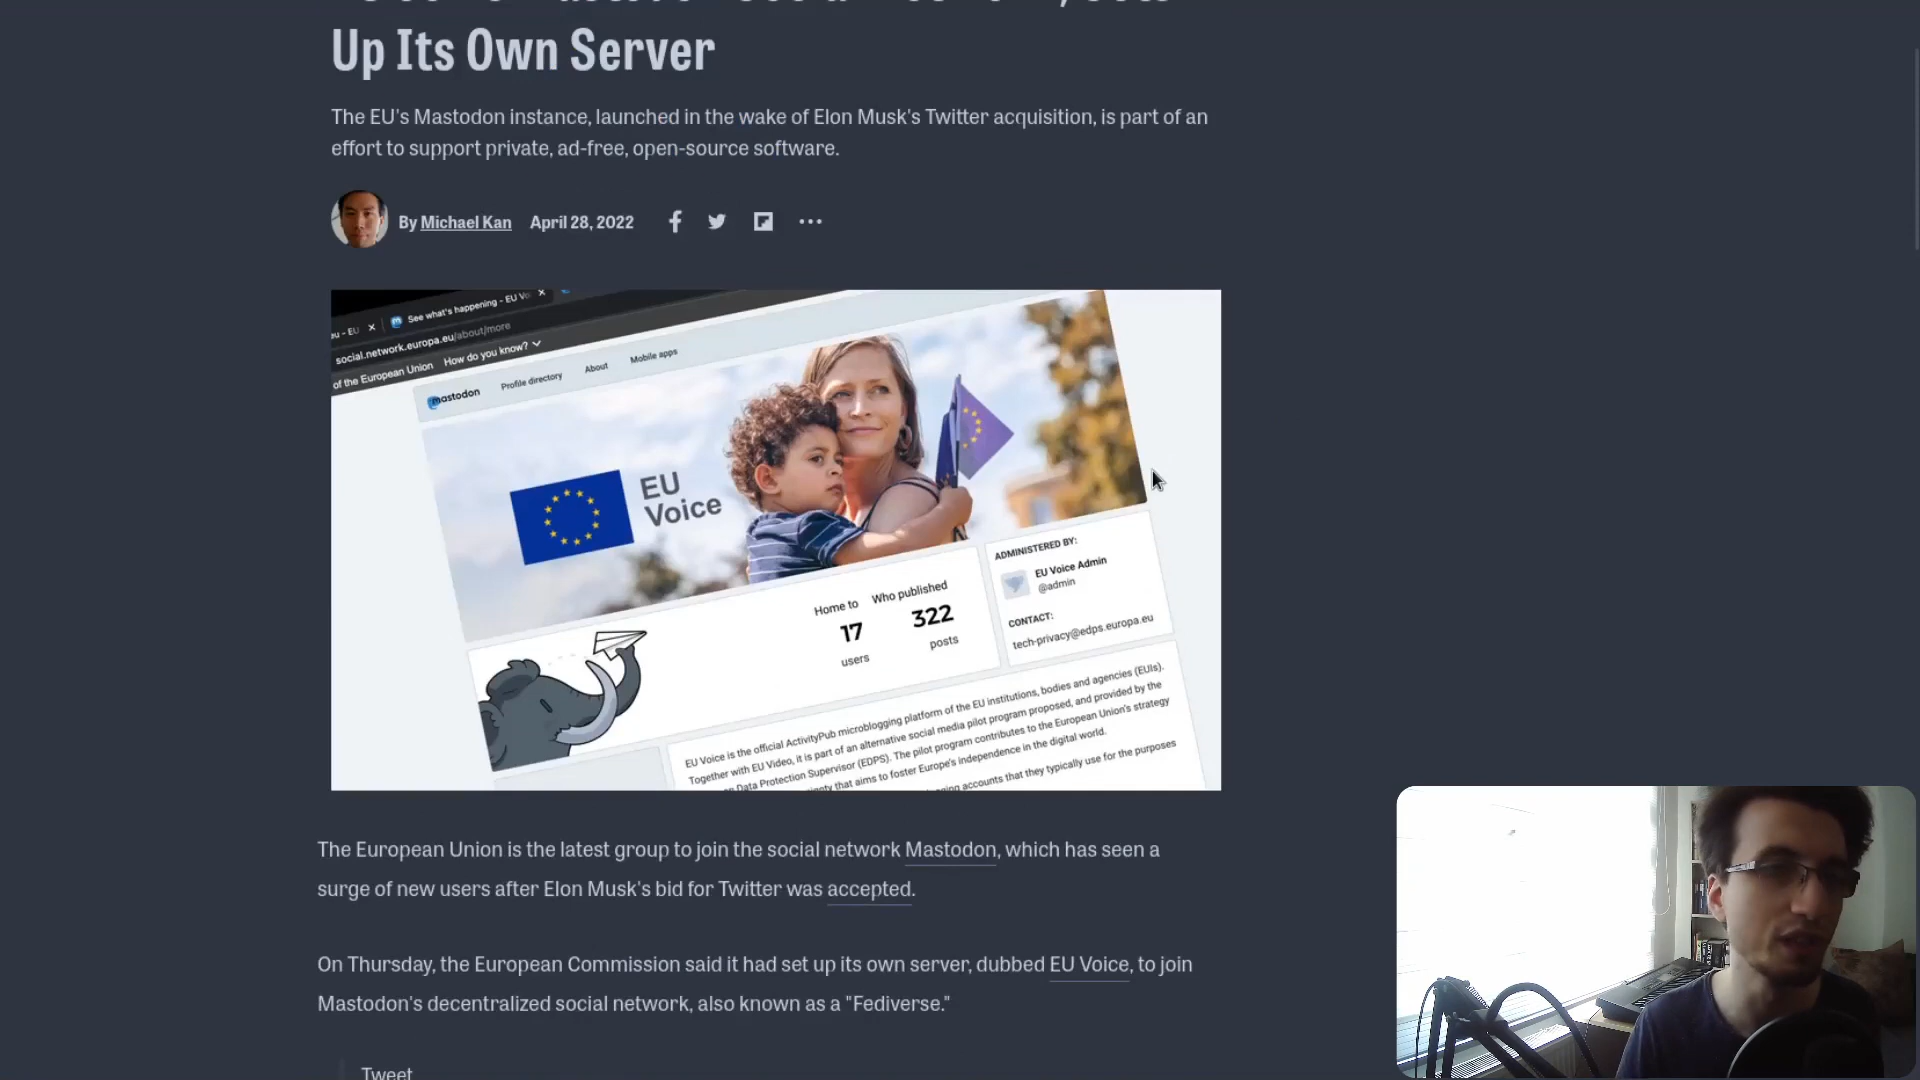 Up Its Own Server
The EU's Mastodon instance, launched in the wake of Elon Musk's Twitter acquisition, is part of an
effort to support private, ad-free, open-source software.
By Michael Kan April 28, 2022
See what's happening - EU Vo
social.network.europa.eu/about/more
of the European Union How do you know?
mastodon Profile directory About Mobile apps
EU
Voice
ADMINISTERED BY:
EU Voice Admin
@admin
CONTACT:
tech-privacy@edps.europa.eu
Home to
17
users
Who published
322
posts
EU Voice is the official ActivityPub microblogging platform of the EU institutions, bodies and agencies (EUIs).
Together with EU Video, it is part of an alternative social media pilot program proposed, and provided by the
Data Protection Supervisor (EDPS). The pilot program contributes to the European Union's strategy
that aims to foster Europe's independence in the digital world.
accounts that they typically use for the purposes
The European Union is the latest group to join the social network Mastodon, which has seen a
surge of new users after Elon Musk's bid for Twitter was accepted.
On Thursday, the European Commission said it had set up its own server, dubbed EU Voice, to join
Mastodon's decentralized social network, also known as a "Fediverse."
Tweet